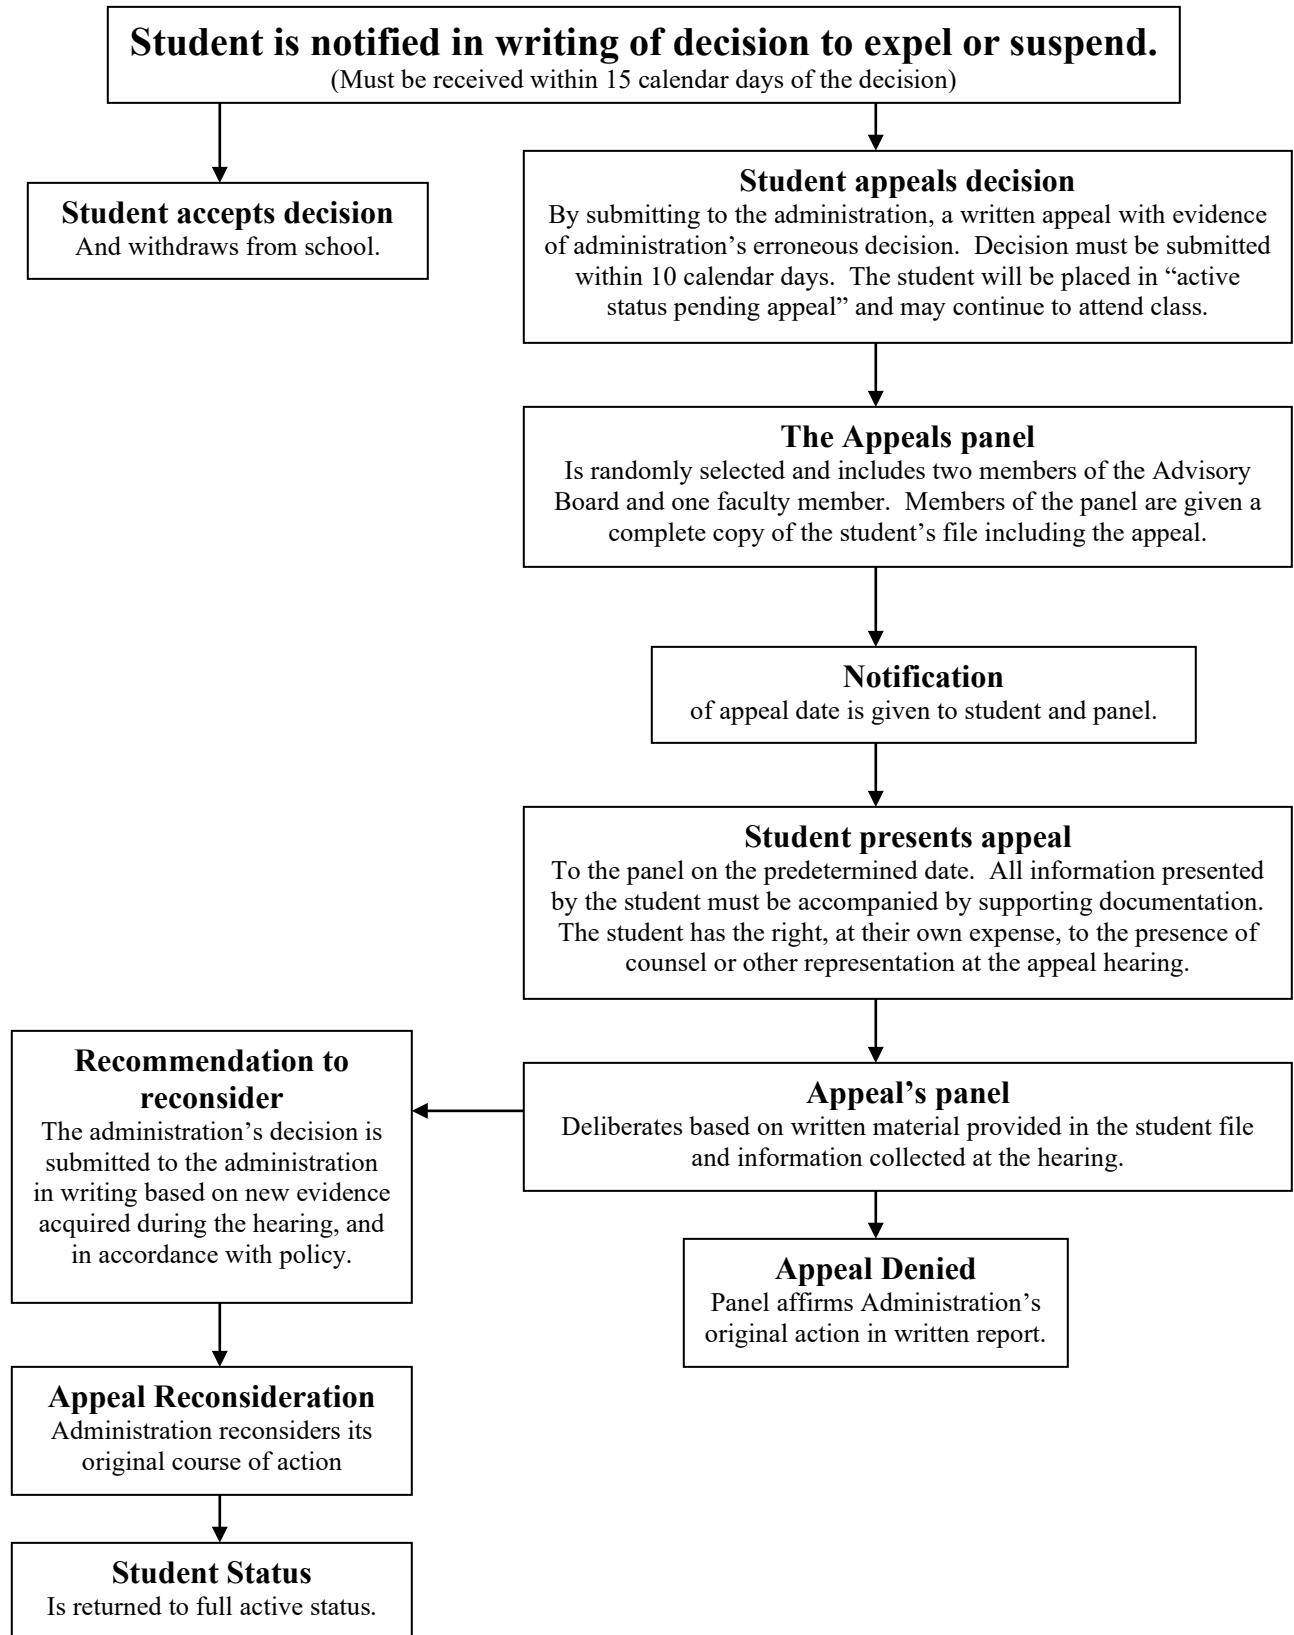 Student is notified in writing of decision to expel or suspend.
(Must be received within 15 calendar days of the decision)
Student accepts decision
And withdraws from school.
Student appeals decision
By submitting to the administration, a written appeal with evidence
of administration’s erroneous decision.  Decision must be submitted
within 10 calendar days.  The student will be placed in “active
status pending appeal” and may continue to attend class.
The Appeals panel
Is randomly selected and includes two members of the Advisory
Board and one faculty member.  Members of the panel are given a
complete copy of the student’s file including the appeal.
Notification
of appeal date is given to student and panel.
Student presents appeal
To the panel on the predetermined date.  All information presented
by the student must be accompanied by supporting documentation.
The student has the right, at their own expense, to the presence of
counsel or other representation at the appeal hearing.
Appeal’s panel
Deliberates based on written material provided in the student file
and information collected at the hearing.
Recommendation to
reconsider
The administration’s decision is
submitted to the administration
in writing based on new evidence
acquired during the hearing, and
in accordance with policy.
Appeal Denied
Panel affirms Administration’s
original action in written report.
Appeal Reconsideration
Administration reconsiders its
original course of action
Student Status
Is returned to full active status.